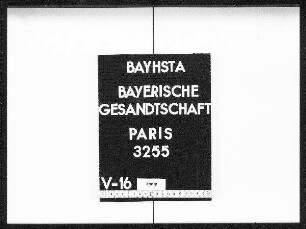 BAYHSTA
BAYERISCHE
GESANDTSCHAFT
PARIS
3255
V-16